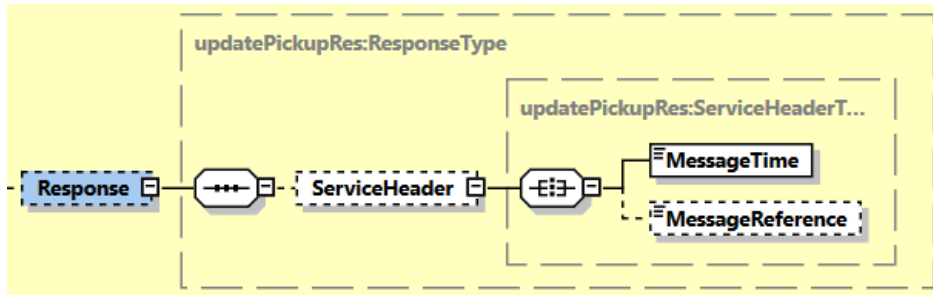 updatePickupRes:ResponseType
updatePickupRes:ServiceHeaderT...
Response
ServiceHeader
MessageTime
MessageReference